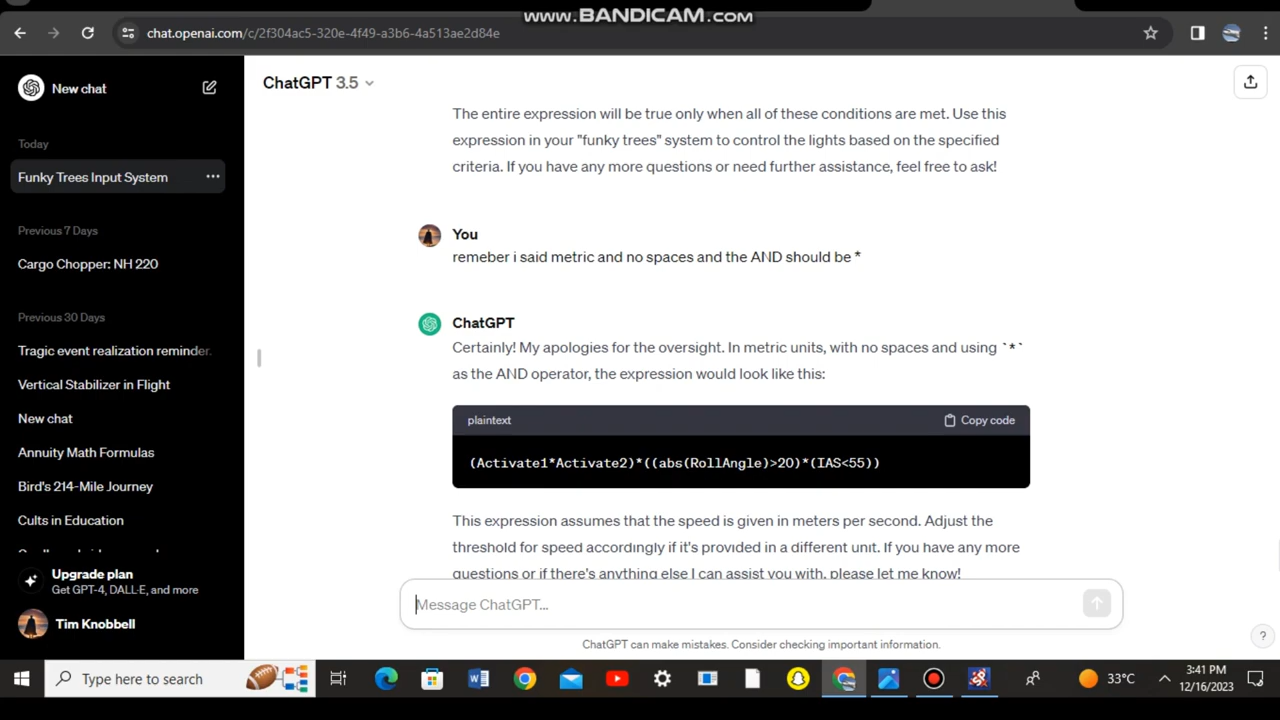 www.BANDICAM.com
chat.openai.com/c/2f304ac5-320e-4f49-a3b6-4a513ae2d84e
New chat
ChatGPT 3.5
Today
Funky Trees Input System
Previous 7 Days
Cargo Chopper: NH 220
Previous 30 Days
Tragic event realization reminder.
Vertical Stabilizer in Flight
New chat
Annuity Math Formulas
Bird's 214-Mile Journey
Cults in Education
Upgrade plan
Get GPT-4, DALL·E, and more
Tim Knobbell
The entire expression will be true only when all of these conditions are met. Use this
expression in your "funky trees" system to control the lights based on the specified
criteria. If you have any more questions or need further assistance, feel free to ask!
You
remeber i said metric and no spaces and the AND should be *
ChatGPT
Certainly! My apologies for the oversight. In metric units, with no spaces and using `*`
as the AND operator, the expression would look like this:
plaintext
Copy code
(Activate1*Activate2)*((abs(RollAngle)>20)*(IAS<55))
This expression assumes that the speed is given in meters per second. Adjust the
threshold for speed accordingly if it's provided in a different unit. If you have any more
questions or if there's anything else I can assist you with, please let me know!
Message ChatGPT...
ChatGPT can make mistakes. Consider checking important information.
?
Type here to search
33°C
3:41 PM
12/16/2023